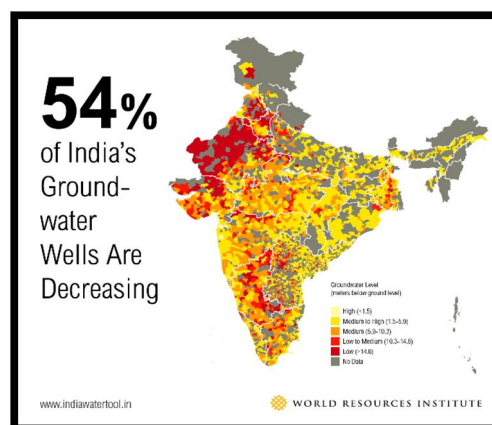 54%
of India's
Ground-
water
Wells Are
Decreasing
Groundwater Level
(meters below ground level)
High (<1.5)
Medium to High (1.5-5.9)
Medium (5.9-10.3)
Low to Medium (10.3-14.6)
Low (>14.6)
No Data
www.indiawatertool.in
WORLD RESOURCES INSTITUTE